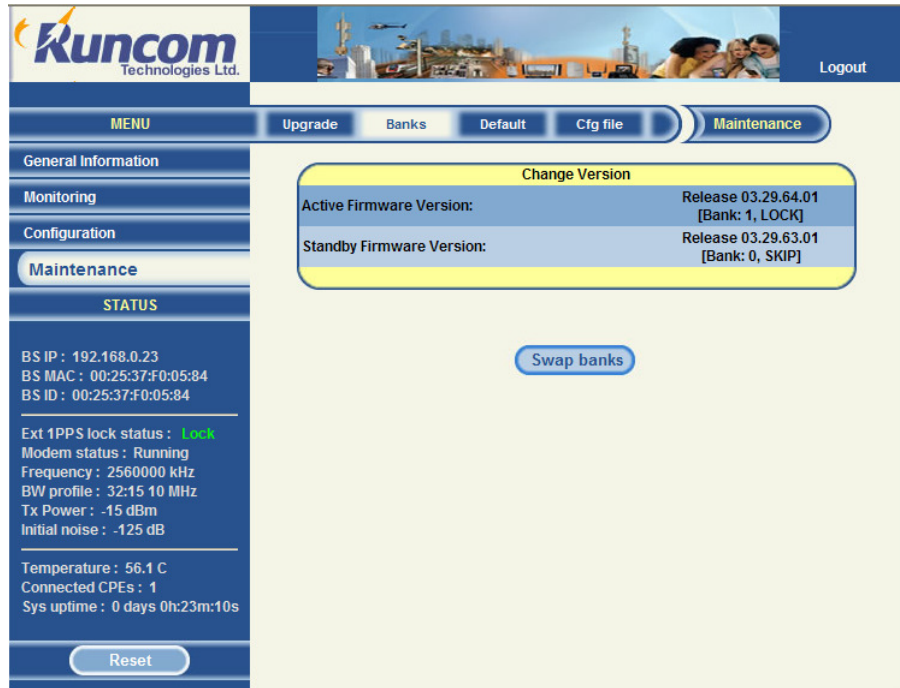 Runcom
Technologies Ltd.
Logout
MENU
Upgrade Banks Default Cfg file Maintenance
General Information
Monitoring
Configuration
Maintenance
Change Version
Active Firmware Version: Release 03.29.64.01
[Bank: 1, LOCK]
Standby Firmware Version: Release 03.29.63.01
[Bank: 0, SKIP]
Swap banks
STATUS
BS IP : 192.168.0.23
BS MAC : 00:25:37:F0:05:84
BS ID : 00:25:37:F0:05:84
Ext 1PPS lock status : Lock
Modem status : Running
Frequency : 2560000 kHz
BW profile : 32:15 10 MHz
Tx Power : -15 dBm
Initial noise : -125 dB
Temperature : 56.1 C
Connected CPEs : 1
Sys uptime : 0 days 0h:23m:10s
Reset